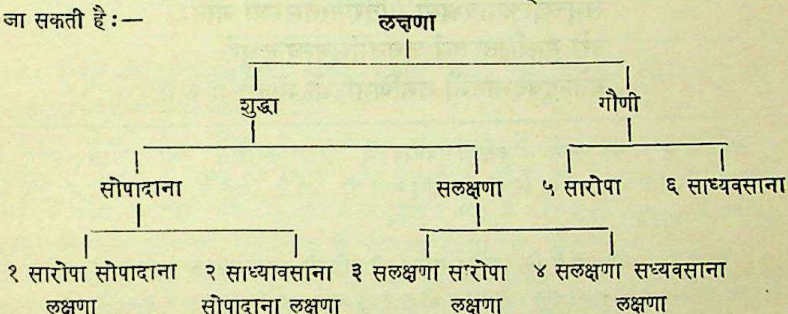 जा सकती है:—
लक्षणा
शुद्धा गौणी
सोपादाना सलक्षणा ५ सारोपा ६ साध्यवसाना
१ सारोपा सोपादाना २ साध्यावसाना ३ सलक्षणा सारोपा ४ सलक्षणा सध्यवसाना
लक्षणा सोपादाना लक्षणा लक्षणा लक्षणा